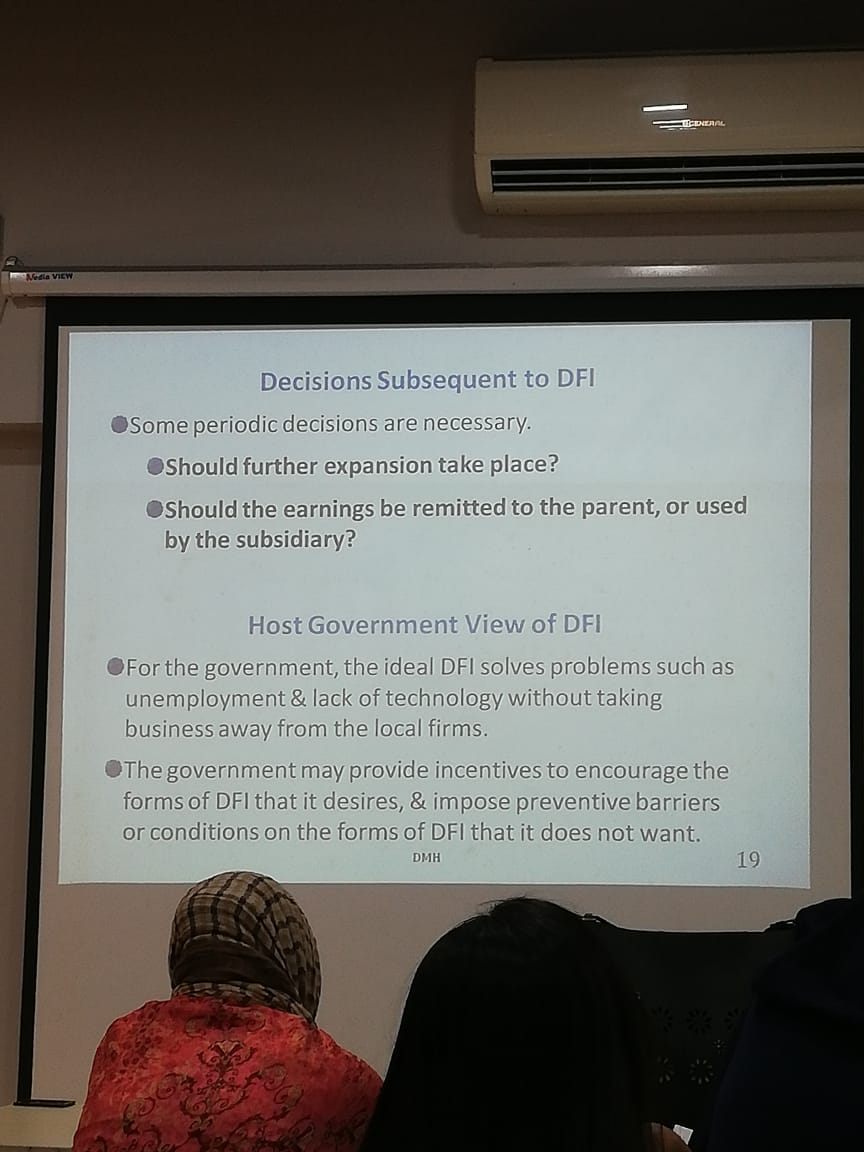 GENERAL
Media VIEW
Decisions Subsequent to DFI
Some periodic decisions are necessary.
Should further expansion take place?
Should the earnings be remitted to the parent, or used
by the subsidiary?
Host Government View of DFI
For the government, the ideal DFI solves problems such as
unemployment & lack of technology without taking
business away from the local firms.
The government may provide incentives to encourage the
forms of DFI that it desires, & impose preventive barriers
or conditions on the forms of DFI that it does not want.
DMH
19